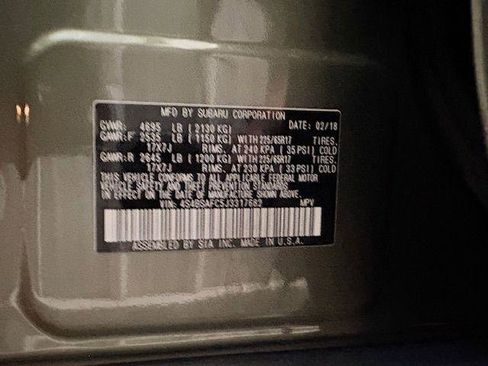 MFD BY SUBARU CORPORATION
GVWR: 4695 LB (2130 KG) DATE: 02/18
GAWR:F 2535 LB (1150 KG) WITH 225/65R17 TIRES.
17X7J RIMS. AT 240 KPA (35 PSI) COLD
GAWR:R 2645 LB (1200 KG) WITH 225/65R17 TIRES.
17X7J RIMS. AT 230 KPA (33 PSI) COLD
THIS VEHICLE CONFORMS TO ALL APPLICABLE FEDERAL MOTOR
VEHICLE SAFETY AND THEFT PREVENTION STANDARDS
IN EFFECT ON THE DATE OF MANUFACTURE SHOWN ABOVE.
VIN: 4S4BSAFC5J3317682 MPV
ASSEMBLED BY SIA INC. MADE IN U.S.A.